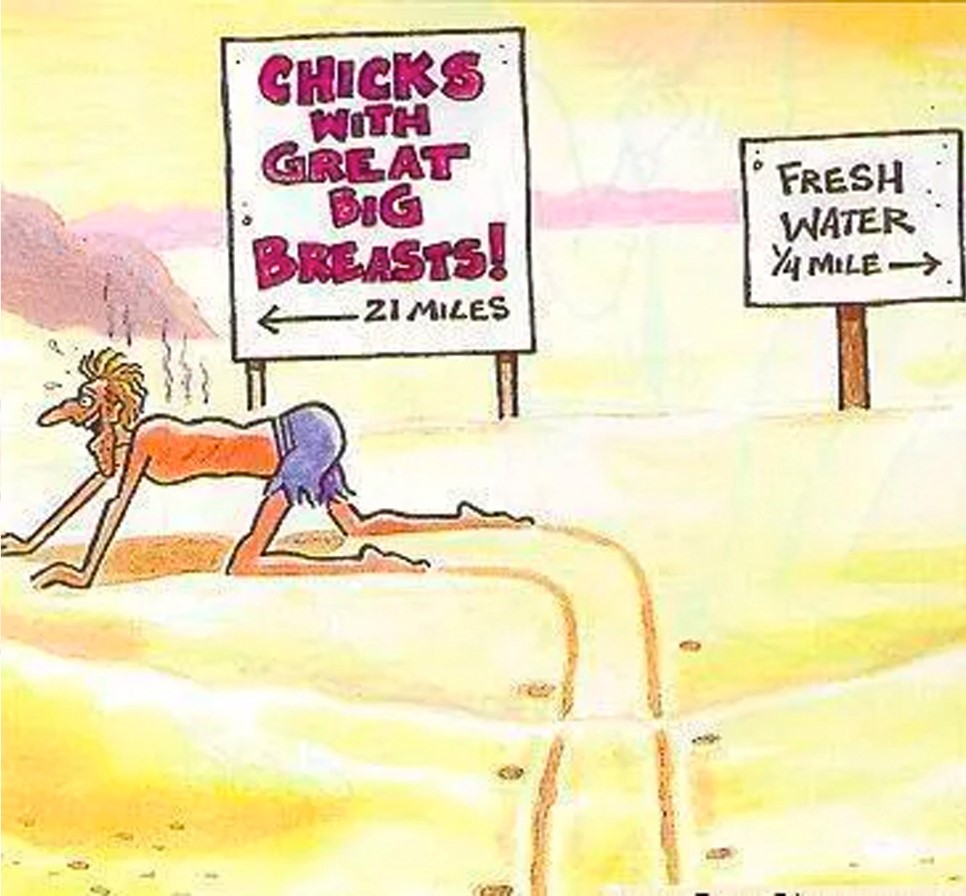 CHICKS
WITH
GREAT
BIG
BREASTS!
← 21 MILES
FRESH
WATER
1/4 MILE →